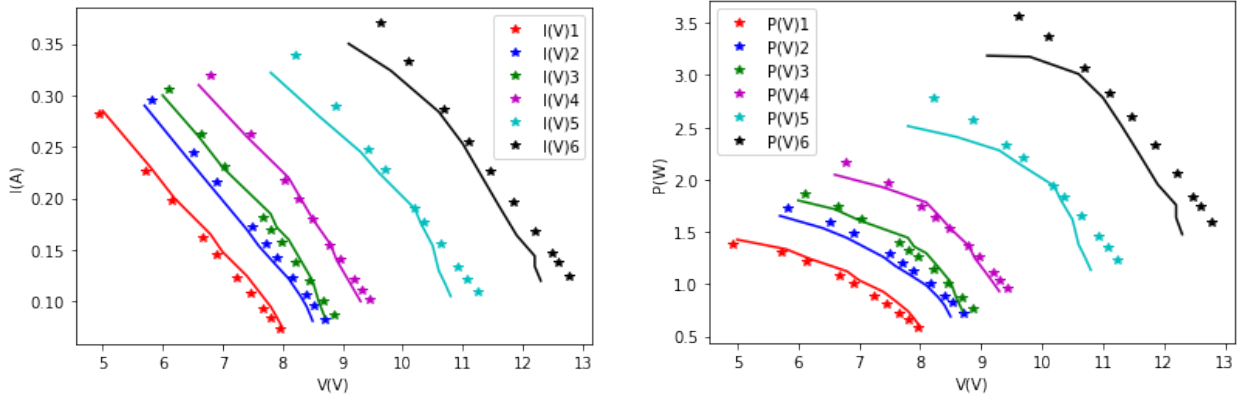 I(A)
0.35
0.30
0.25
0.20
0.15
0.10
5 6 7 8 9 10 11 12 13
V(V)
I(V)1
I(V)2
I(V)3
I(V)4
I(V)5
I(V)6
P(W)
3.5
3.0
2.5
2.0
1.5
1.0
0.5
5 6 7 8 9 10 11 12 13
V(V)
P(V)1
P(V)2
P(V)3
P(V)4
P(V)5
P(V)6